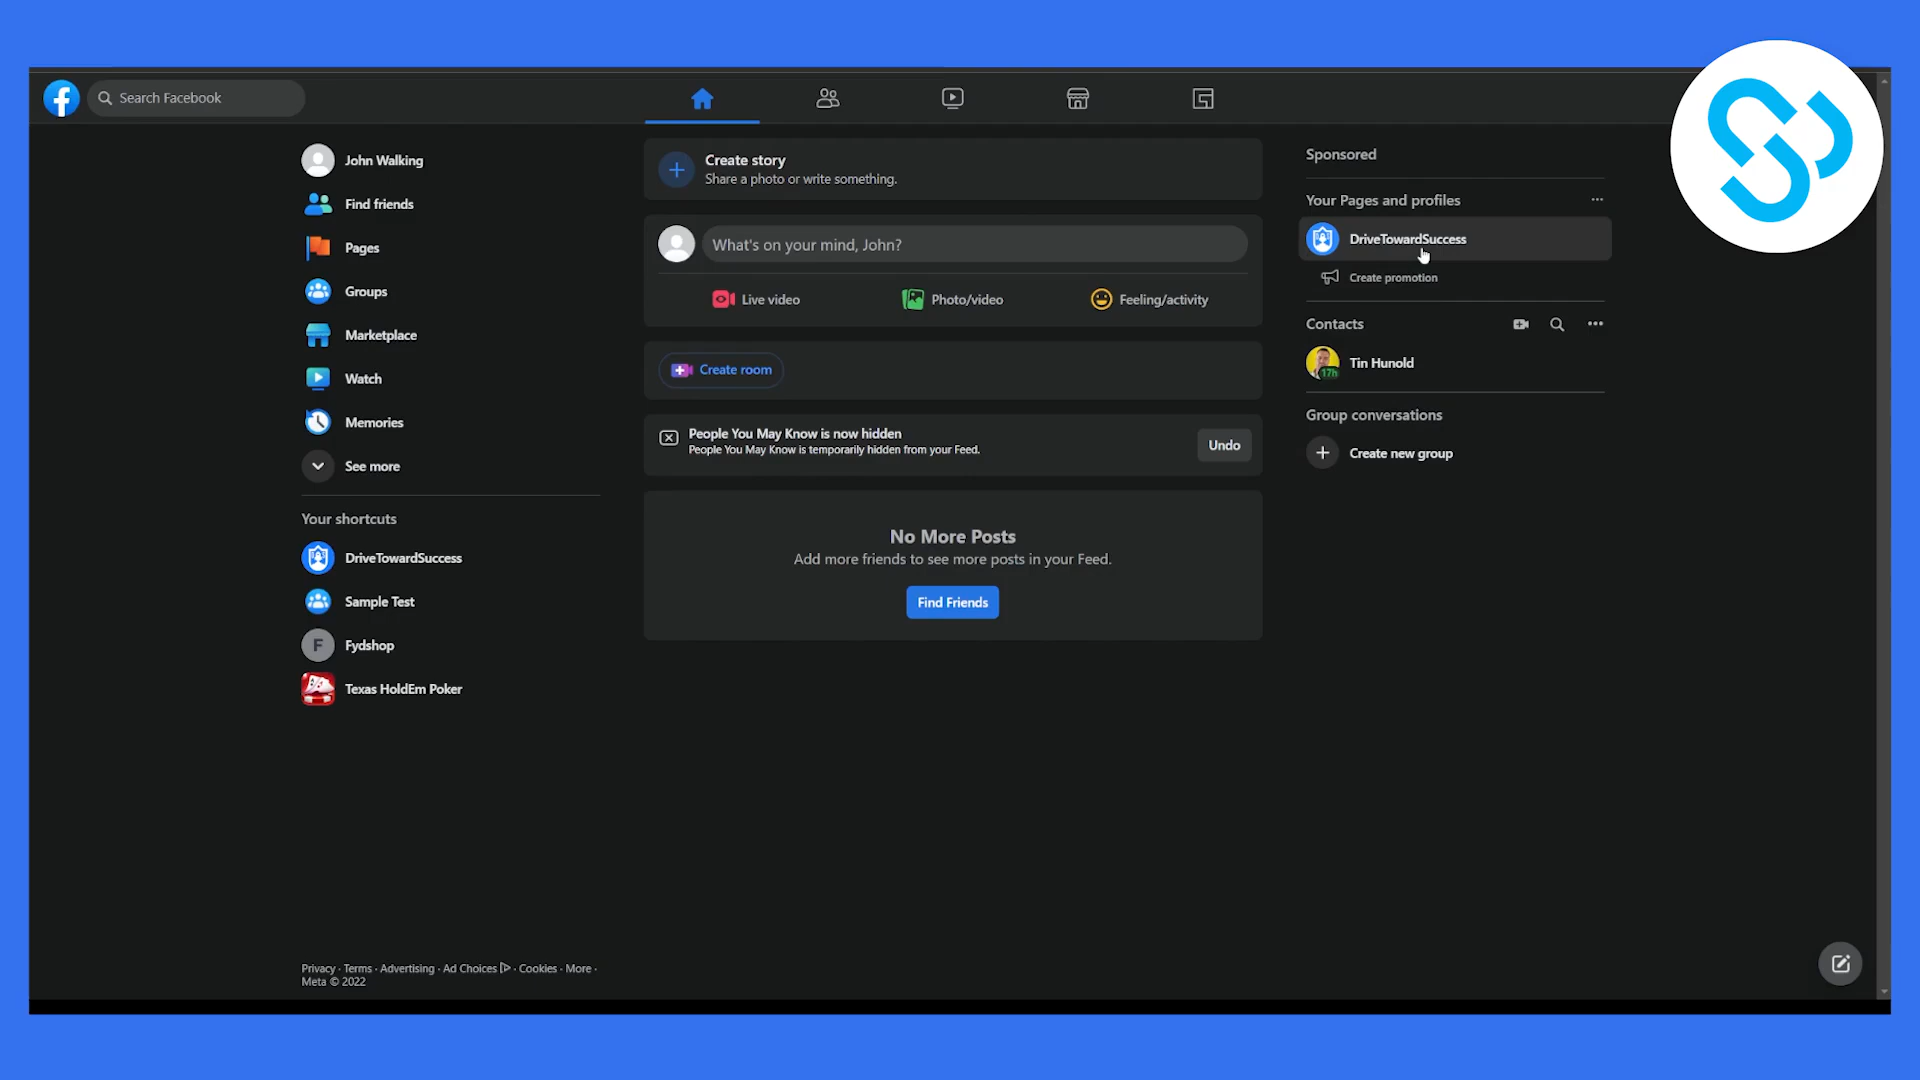 Search Facebook
John Walking
Find friends
Pages
Groups
Marketplace
Watch
Memories
See more
Your shortcuts
DriveTowardSuccess
Sample Test
F
Fydshop
Texas HoldEm Poker
Privacy · Terms · Advertising · Ad Choices · Cookies · More ·
Meta © 2022
Create story
Share a photo or write something.
What's on your mind, John?
Live video
Photo/video
Feeling/activity
Create room
People You May Know is now hidden
People You May Know is temporarily hidden from your Feed.
Undo
No More Posts
Add more friends to see more posts in your Feed.
Find Friends
Sponsored
Your Pages and profiles
DriveTowardSuccess
Create promotion
Contacts
17h
Tin Hunold
Group conversations
Create new group